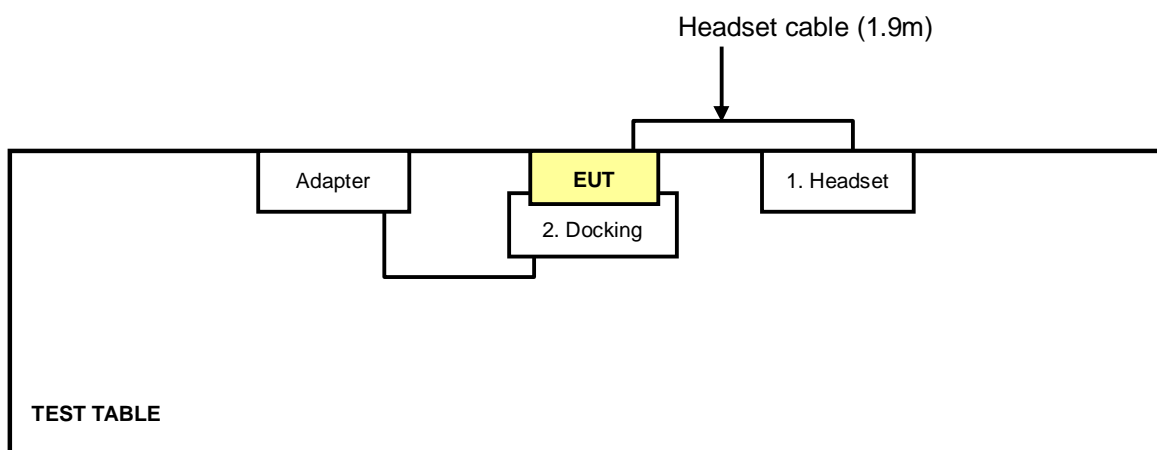 Headset cable (1.9m)
Adapter
EUT
1. Headset
2. Docking
TEST TABLE